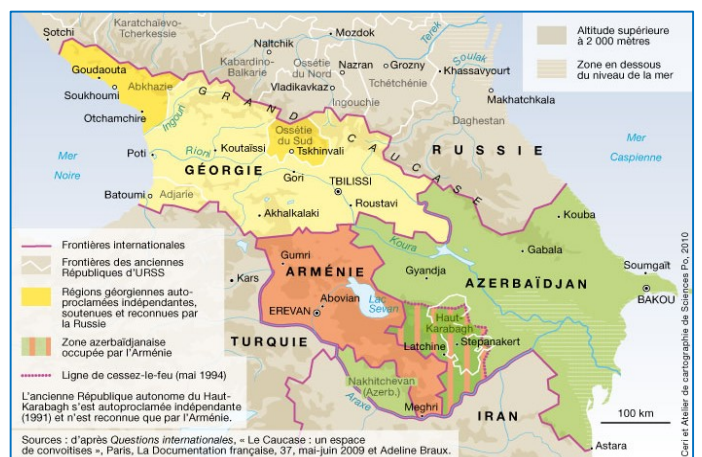 Sotchi
Karatchaïevo-
Tcherkessie
Mozdok
Terek
Naltchik
Kabardino-
Balkarie
Ossétie
du Nord
Nazran
Grozny
Tchétchénie
Soulak
Khassavyourt
Vladikavkaz
Ingouchie
Makhatchkala
Daghestan
Altitude supérieure
à 2 000 mètres
Zone en dessous
du niveau de la mer
Goudaouta
Abkhazie
Soukhoumi
Otchamchire
Ingouri
GRAND CAUCASE
Ossétie
du Sud
Tskhinvali
RUSSIE
Mer
Caspienne
Mer
Noire
Poti
Rioni
Koutaïssi
GÉORGIE
Gori
TBILISSI
Roustavi
Batoumi
Adjarie
Akhalkalaki
Kouba
Koura
Gabala
Soumgaït
BAKOU
Gyandja
AZERBAÏDJAN
Gumri
ARMÉNIE
Kars
Abovian
EREVAN
Lac
Sevan
Haut-
Karabagh
Stepanakert
Latchine
TURQUIE
Nakhitchevan
(Azerb.)
Araxe
Meghri
IRAN
Astara
100 km
Frontières internationales
Frontières des anciennes
Républiques d'URSS
Régions géorgiennes auto-
proclamées indépendantes,
soutenues et reconnues par
la Russie
Zone azerbaïdjanaise
occupée par l'Arménie
Ligne de cessez-le-feu (mai 1994)
L'ancienne République autonome du Haut-
Karabagh s'est autoproclamée indépendante
(1991) et n'est reconnue que par l'Arménie.
Sources : d'après Questions internationales, « Le Caucase : un espace
de convoitises », Paris, La Documentation française, 37, mai-juin 2009 et Adeline Braux.
Ceri et Atelier de cartographie de Sciences Po, 2010